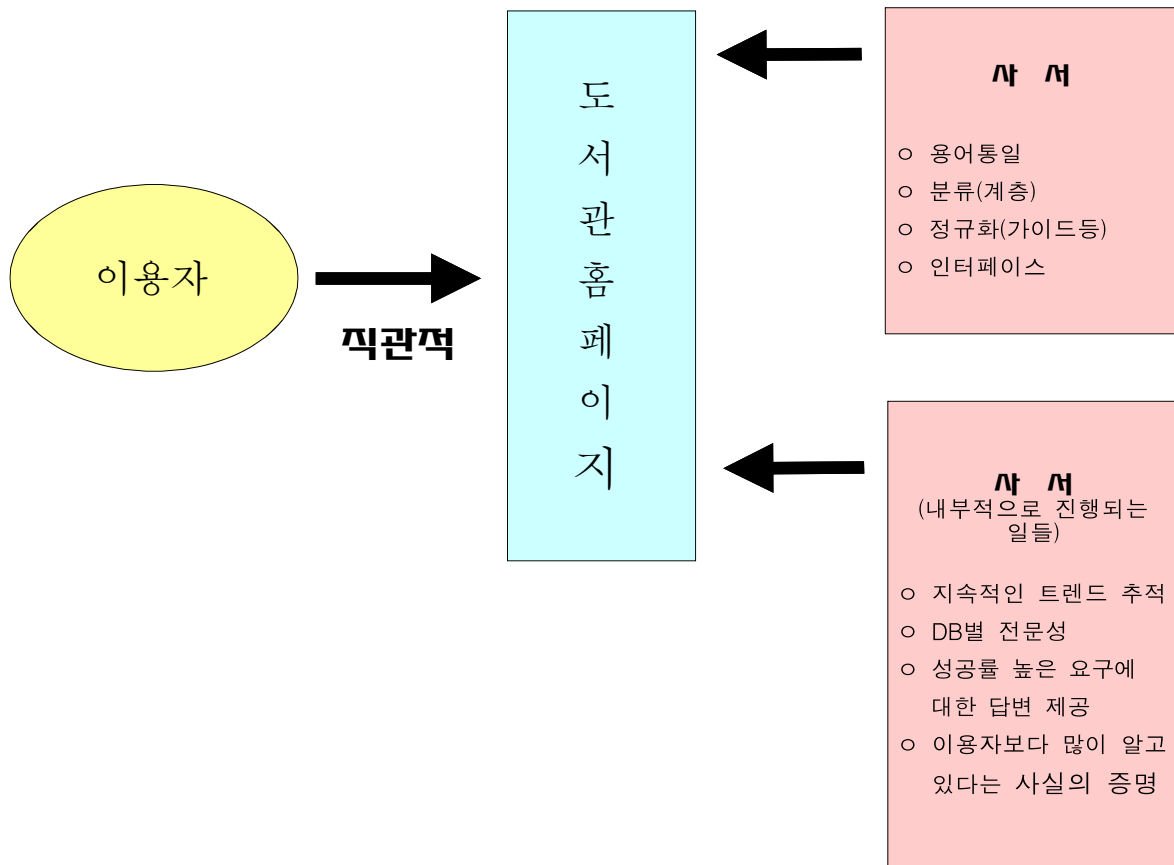 이용자
직관적
도
서
관
홈
페
이
지
사 서
ㅇ 용어통일
ㅇ 분류(계층)
ㅇ 정규화(가이드등)
ㅇ 인터페이스
사 서
(내부적으로 진행되는
일들)
ㅇ 지속적인 트렌드 추적
ㅇ DB별 전문성
ㅇ 성공률 높은 요구에
대한 답변 제공
ㅇ 이용자보다 많이 알고
있다는 사실의 증명